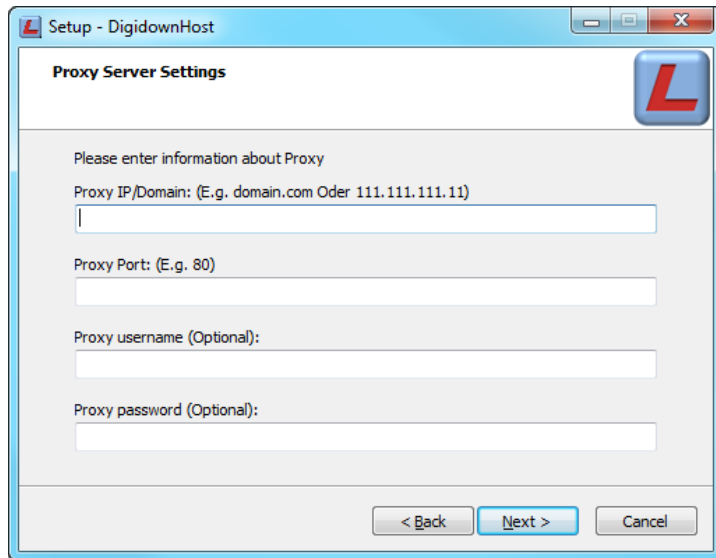 Setup - DigidownHost
Proxy Server Settings
L
Please enter information about Proxy
Proxy IP/Domain: (E.g. domain.com Oder 111.111.111.11)
Proxy Port: (E.g. 80)
Proxy username (Optional):
Proxy password (Optional):
< Back Next > Cancel